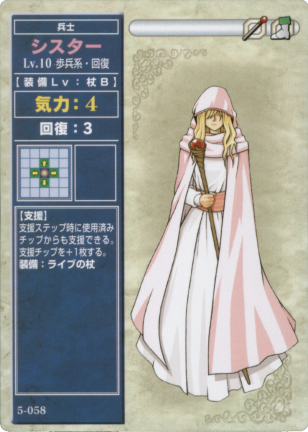 兵士
シスター
Lv.10 歩兵系・回復
【装備Lv：杖B】
気力：4
回復：3
【支援】
支援ステップ時に使用済み
チップからも支援できる。
支援チップを+1枚する。
装備：ライブの杖
5-058